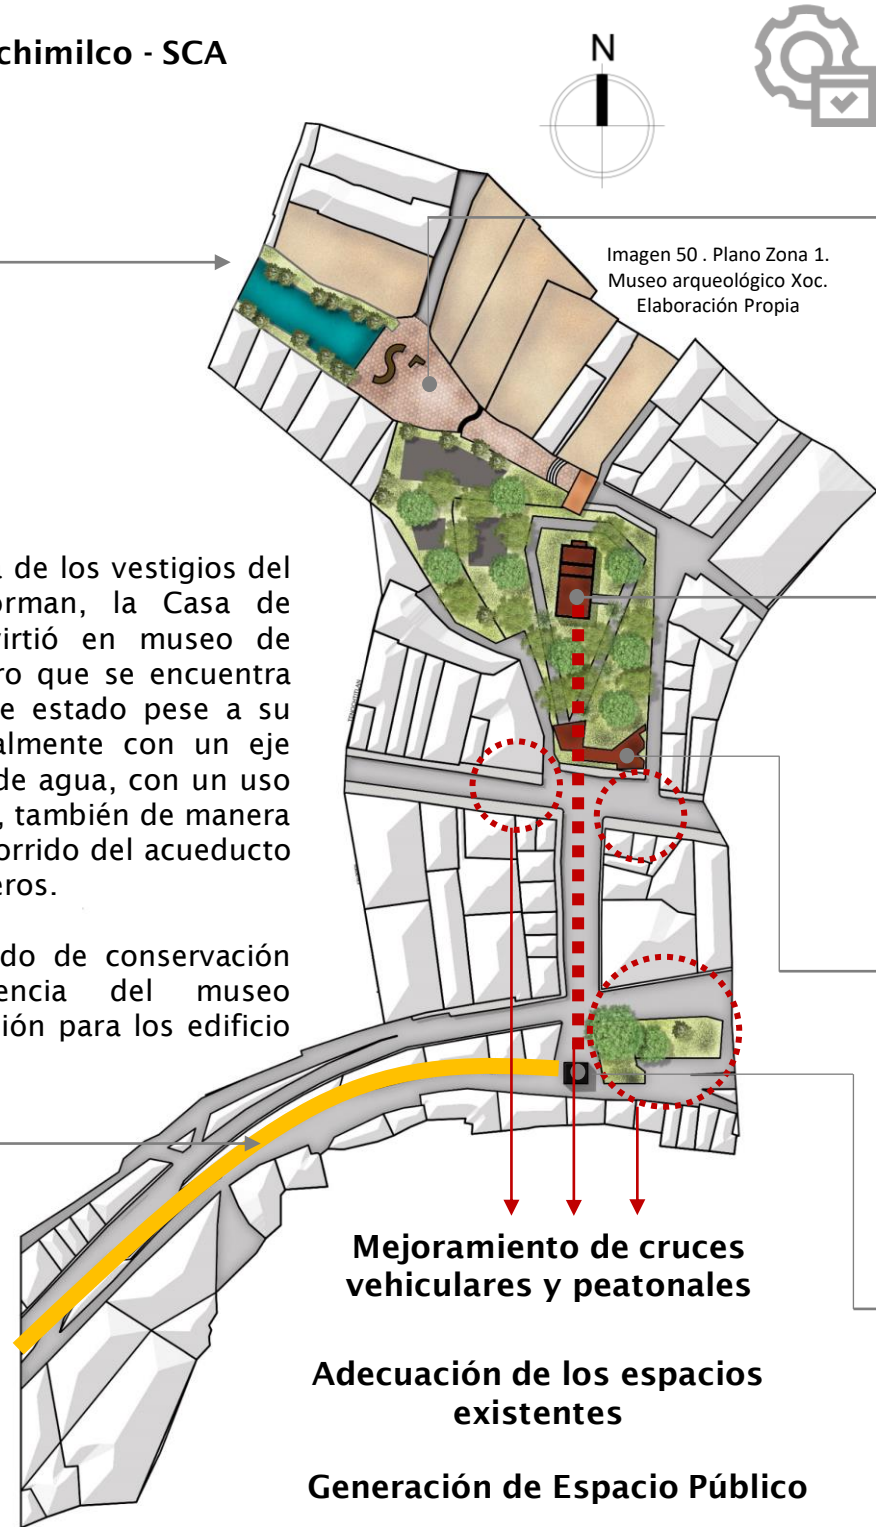 chimilco - SCA
N
Imagen 50 . Plano Zona 1.
Museo arqueológico Xoc.
Elaboración Propia
de los vestigios del
orman, la Casa de
virtió en museo de
ro que se encuentra
e estado pese a su
almente con un eje
de agua, con un uso
, también de manera
orrido del acueducto
eros.
do de conservación
encia del museo
ción para los edificio
Mejoramiento de cruces
vehiculares y peatonales
Adecuación de los espacios
existentes
Generación de Espacio Público